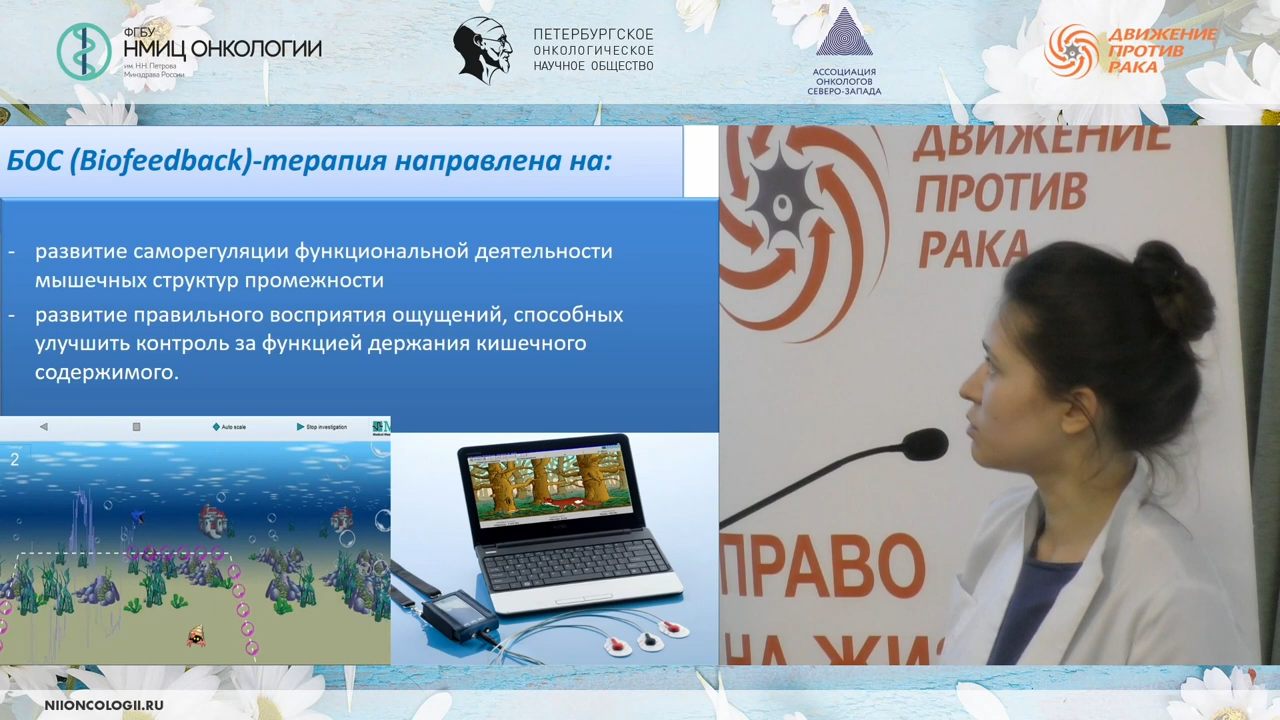 ФГБУ
НМИЦ ОНКОЛОГИИ
им. Н.Н. Петрова
Минздрава России
ПЕТЕРБУРГСКОЕ
ОНКОЛОГИЧЕСКОЕ
НАУЧНОЕ ОБЩЕСТВО
АССОЦИАЦИЯ
ОНКОЛОГОВ
СЕВЕРО-ЗАПАДА
ДВИЖЕНИЕ
ПРОТИВ
РАКА
БОС (Biofeedback)-терапия направлена на:
- развитие саморегуляции функциональной деятельности
мышечных структур промежности
- развитие правильного восприятия ощущений, способных
улучшить контроль за функцией держания кишечного
содержимого.
Auto scale
Stop investigation
2
ДВИЖЕНИЕ
ПРОТИВ
РАКА
ПРАВО
НА ЖИ
NIIONCOLOGII.RU